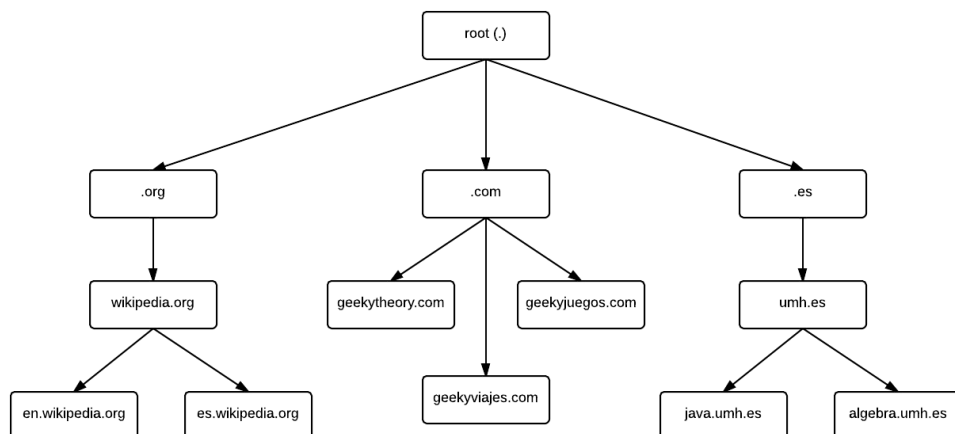 root (.)
.org
.com
.es
wikipedia.org
geekytheory.com
geekyjuegos.com
umh.es
geekyviajes.com
en.wikipedia.org
es.wikipedia.org
java.umh.es
algebra.umh.es